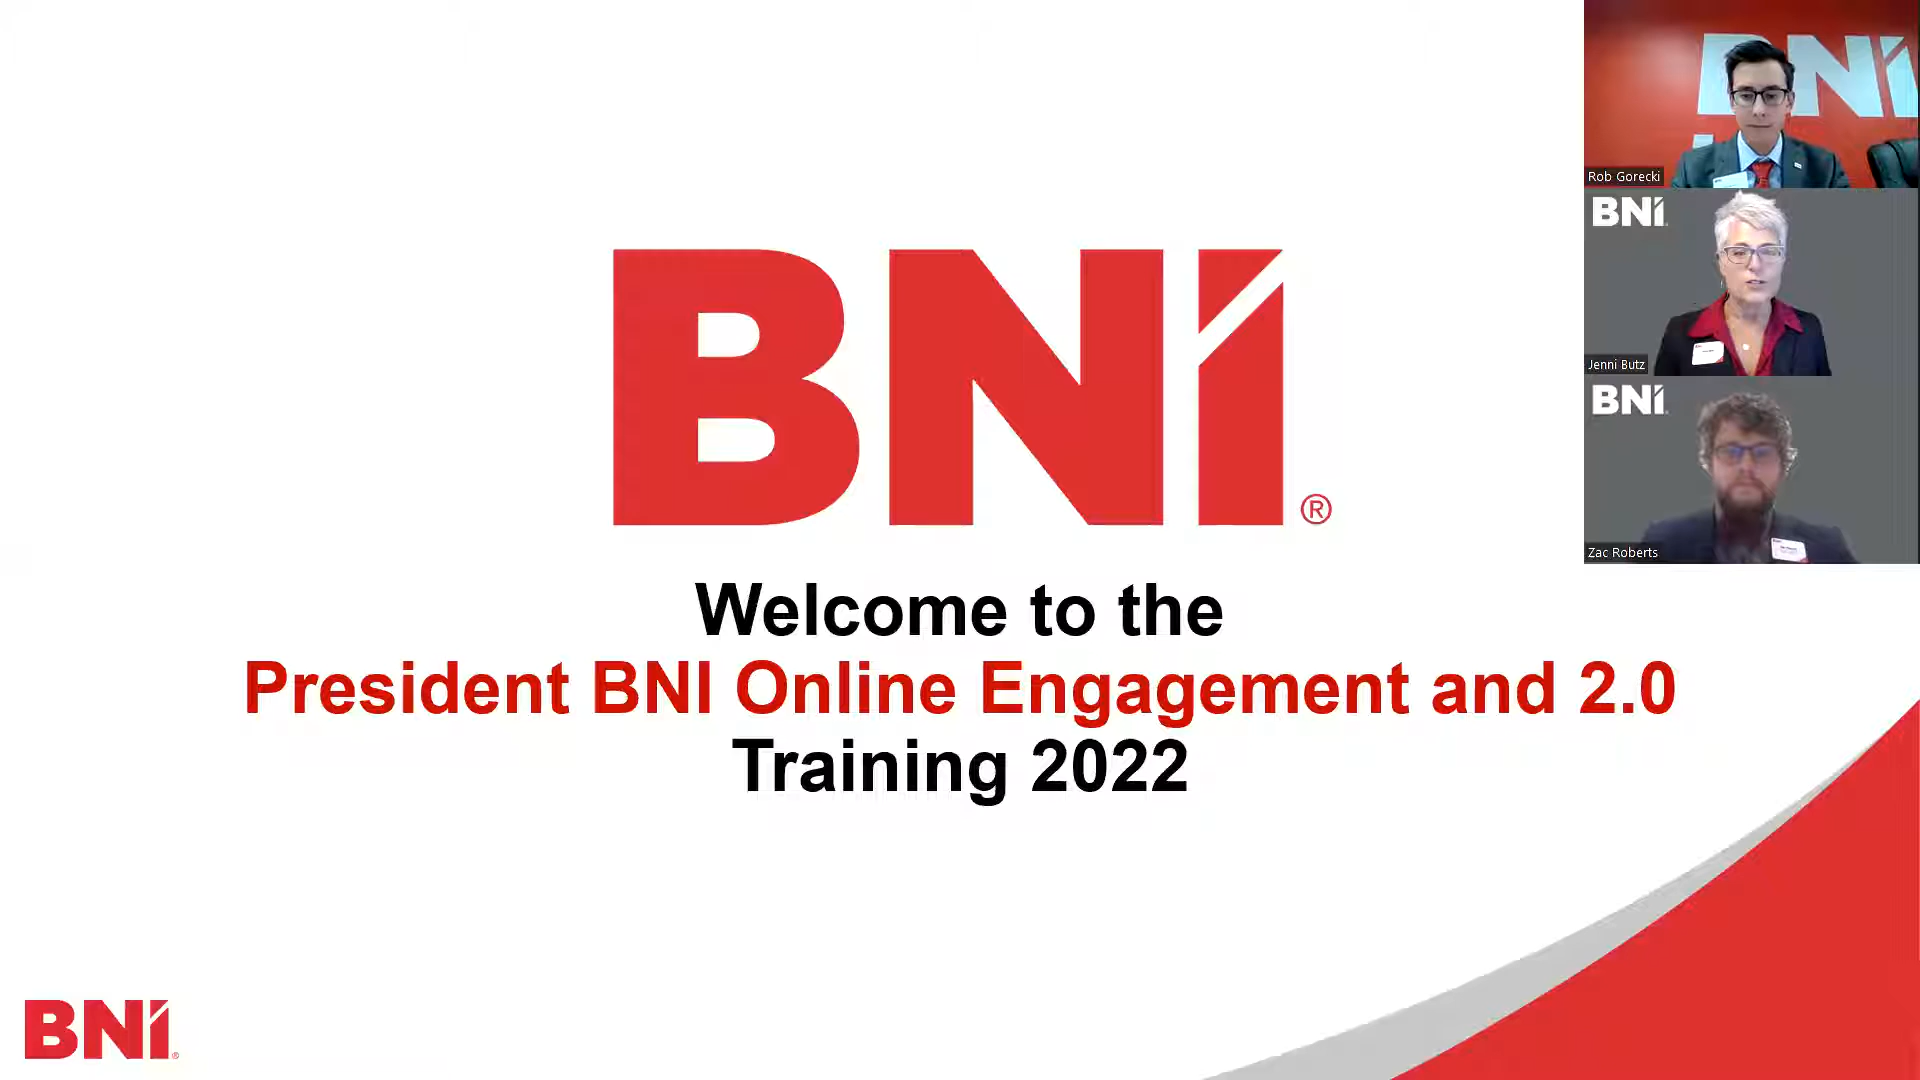 BNI
Rob Gorecki
BNI
Jenni Butz
BNI
Zac Roberts
BNI®
Welcome to the
President BNI Online Engagement and 2.0
Training 2022
BNI®